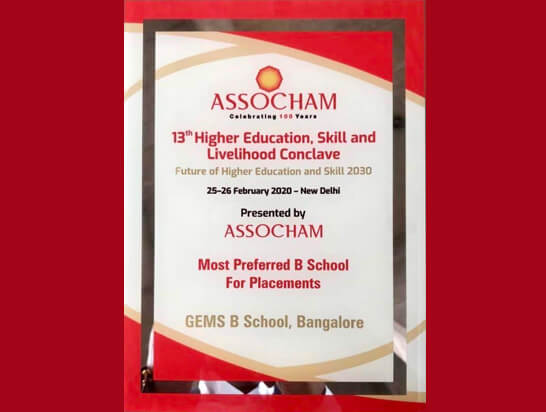 ASSOCHAM
Celebrating 100 Years
13th Higher Education, Skill and
Livelihood Conclave
Future of Higher Education and Skill 2030
25-26 February 2020 – New Delhi
Presented by
ASSOCHAM
Most Preferred B School
For Placements
GEMS B School, Bangalore